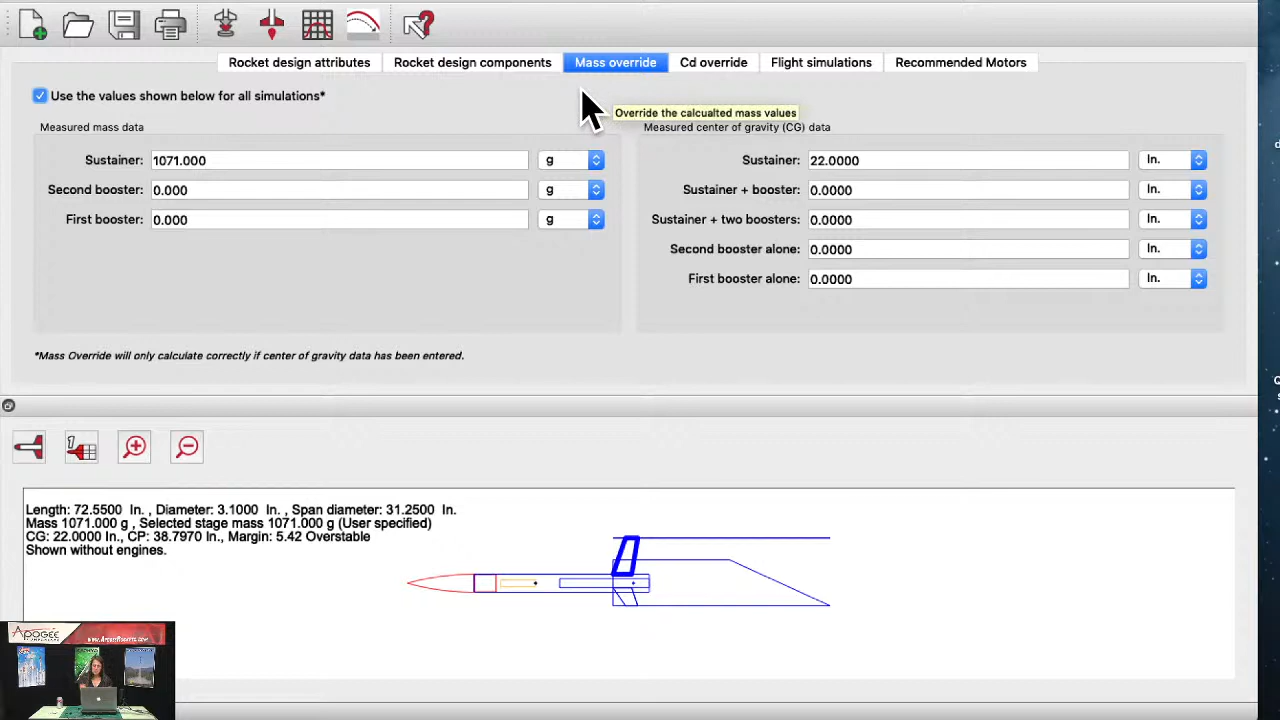 Rocket design attributes
Rocket design components
Mass override
Cd override
Flight simulations
Recommended Motors
Use the values shown below for all simulations*
Override the calcualted mass values
Measured mass data
Measured center of gravity (CG) data
Sustainer: 1071.000 g
Second booster: 0.000 g
First booster: 0.000 g
Sustainer: 22.0000 In.
Sustainer + booster: 0.0000 In.
Sustainer + two boosters: 0.0000 In.
Second booster alone: 0.0000 In.
First booster alone: 0.0000 In.
*Mass Override will only calculate correctly if center of gravity data has been entered.
1
Length: 72.5500 In. , Diameter: 3.1000 In. , Span diameter: 31.2500 In.
Mass 1071.000 g , Selected stage mass 1071.000 g (User specified)
CG: 22.0000 In., CP: 38.7970 In., Margin: 5.42 Overstable
Shown without engines.
APOGEE
COMPONENTS
www.ApogeeRockets.com